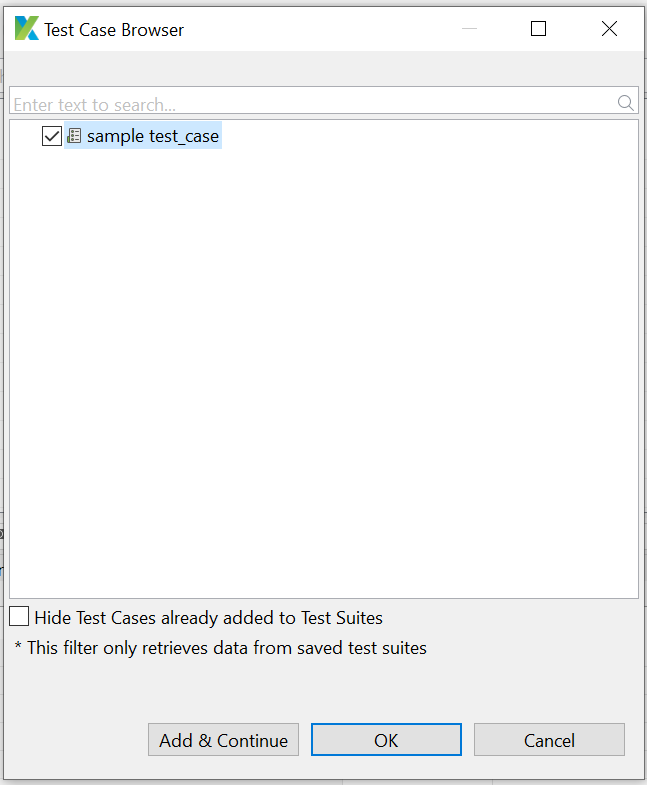 Test Case Browser
Enter text to search...
sample test_case
Hide Test Cases already added to Test Suites
* This filter only retrieves data from saved test suites
Add & Continue
OK
Cancel